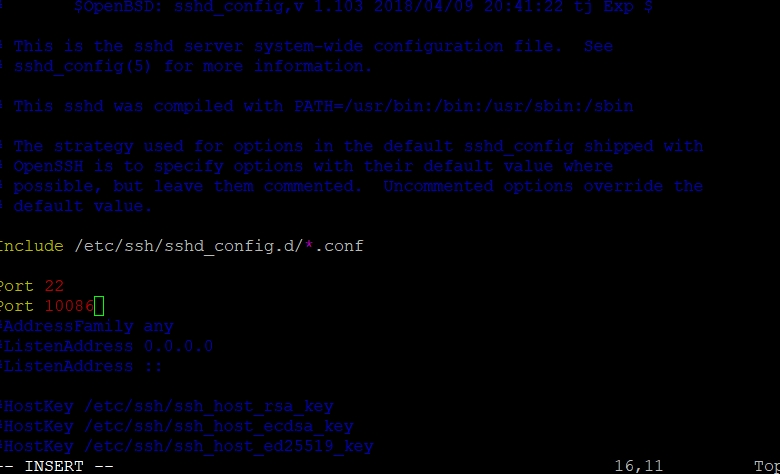 # $OpenBSD: sshd_config,v 1.103 2018/04/09 20:41:22 tj Exp $
# This is the sshd server system-wide configuration file.  See
# sshd_config(5) for more information.
# This sshd was compiled with PATH=/usr/bin:/bin:/usr/sbin:/sbin
# The strategy used for options in the default sshd_config shipped with
# OpenSSH is to specify options with their default value where
# possible, but leave them commented.  Uncommented options override the
# default value.
Include /etc/ssh/sshd_config.d/*.conf
Port 22
Port 10086
#AddressFamily any
#ListenAddress 0.0.0.0
#ListenAddress ::
#HostKey /etc/ssh/ssh_host_rsa_key
#HostKey /etc/ssh/ssh_host_ecdsa_key
#HostKey /etc/ssh/ssh_host_ed25519_key
-- INSERT -- 16,11 Top